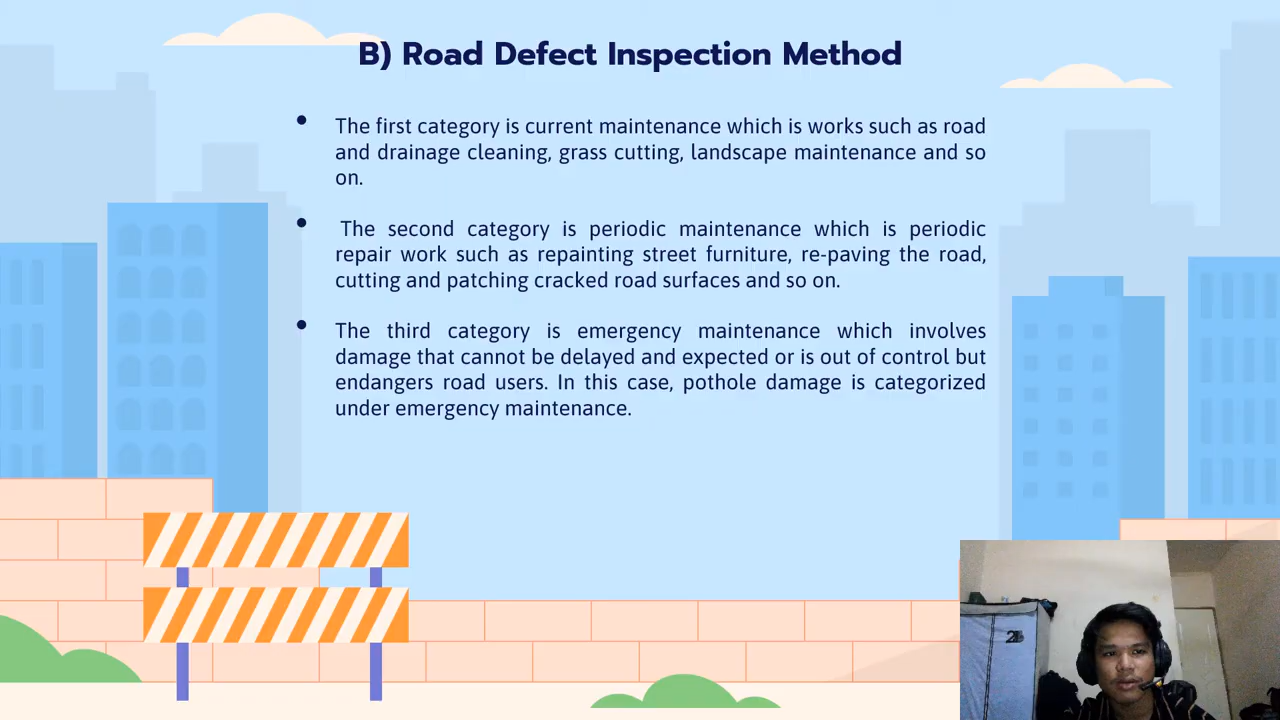 B) Road Defect Inspection Method
• The first category is current maintenance which is works such as road
and drainage cleaning, grass cutting, landscape maintenance and so
on.
• The second category is periodic maintenance which is periodic
repair work such as repainting street furniture, re-paving the road,
cutting and patching cracked road surfaces and so on.
• The third category is emergency maintenance which involves
damage that cannot be delayed and expected or is out of control but
endangers road users. In this case, pothole damage is categorized
under emergency maintenance.